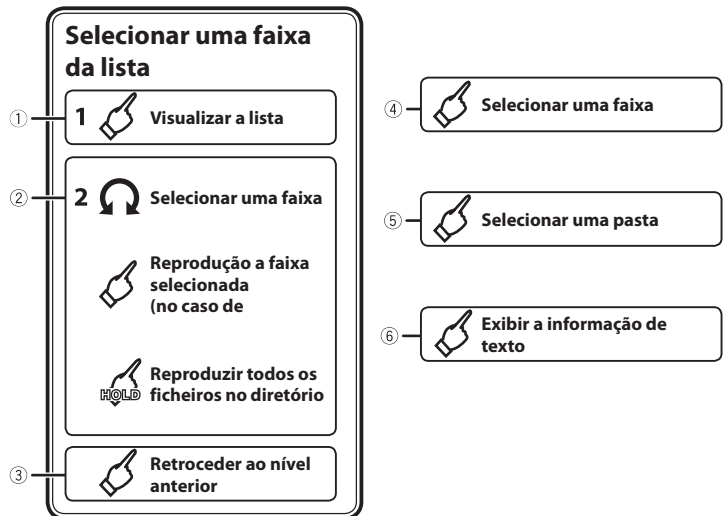 Selecionar uma faixa
da lista
① 1 Visualizar a lista
② 2 Selecionar uma faixa
Reprodução a faixa
selecionada
(no caso de
HOLD
Reproduzir todos os
ficheiros no diretório
③ Retroceder ao nível
anterior
④ Selecionar uma faixa
⑤ Selecionar uma pasta
⑥ Exibir a informação de
texto